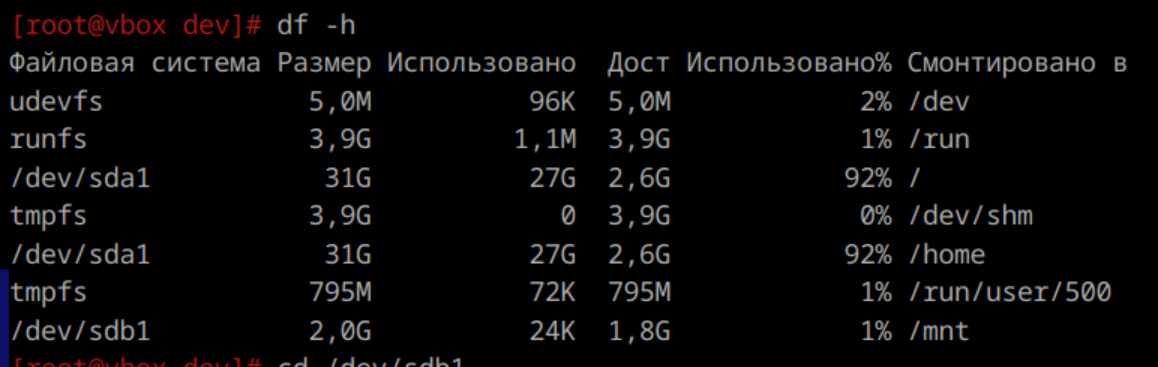 [root@vbox dev]# df -h
Файловая система Размер Использовано Дост Использовано% Смонтировано в
udevfs 5,0M 96K 5,0M 2% /dev
runfs 3,9G 1,1M 3,9G 1% /run
/dev/sda1 31G 27G 2,6G 92% /
tmpfs 3,9G 0 3,9G 0% /dev/shm
/dev/sda1 31G 27G 2,6G 92% /home
tmpfs 795M 72K 795M 1% /run/user/500
/dev/sdb1 2,0G 24K 1,8G 1% /mnt
[root@vbox dev]# cd /dev/sdb1